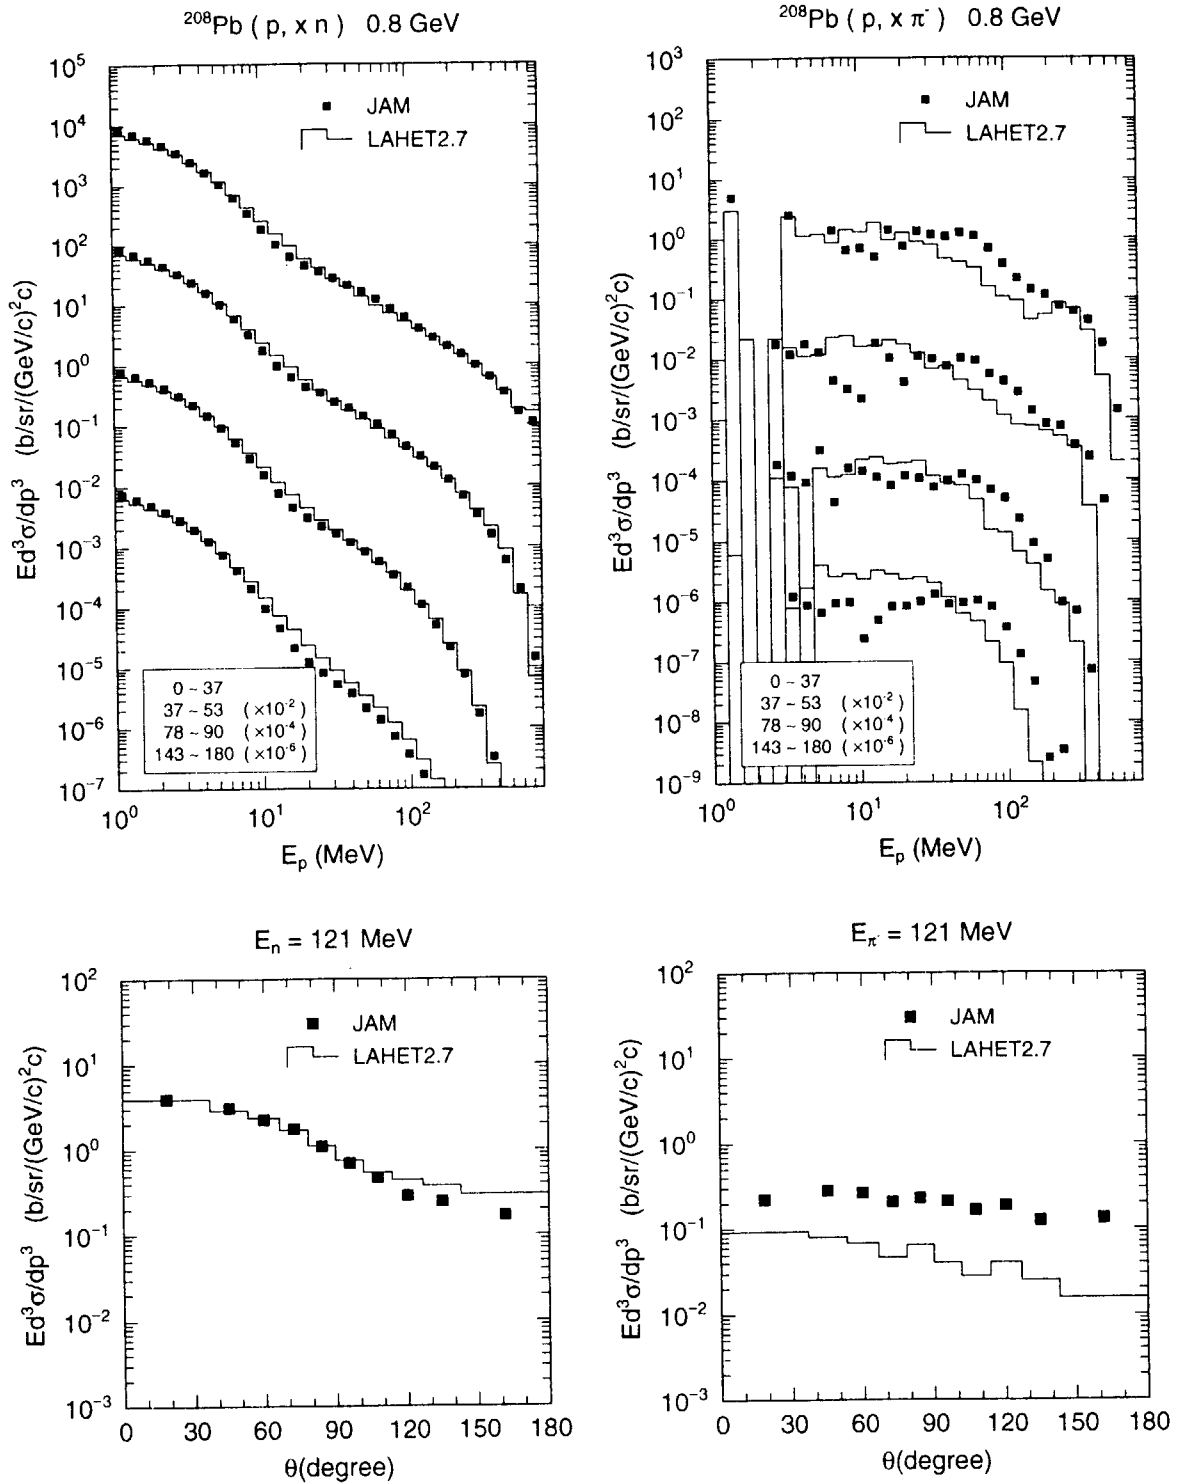 ²⁰⁸Pb ( p, x n )   0.8 GeV
10⁵
10⁴
10³
10²
10¹
10⁰
10⁻¹
10⁻²
10⁻³
10⁻⁴
10⁻⁵
10⁻⁶
10⁻⁷
Ed³σ/dp³   (b/sr/(GeV/c)²c)
JAM
LAHET2.7
0 ~ 37
37 ~ 53   (×10⁻²)
78 ~ 90   (×10⁻⁴)
143 ~ 180   (×10⁻⁶)
10⁰ 10¹ 10²
E_p (MeV)
²⁰⁸Pb ( p, x π⁻ )   0.8 GeV
10³
10²
10¹
10⁰
10⁻¹
10⁻²
10⁻³
10⁻⁴
10⁻⁵
10⁻⁶
10⁻⁷
10⁻⁸
10⁻⁹
Ed³σ/dp³   (b/sr/(GeV/c)²c)
JAM
LAHET2.7
0 ~ 37
37 ~ 53   (×10⁻²)
78 ~ 90   (×10⁻⁴)
143 ~ 180   (×10⁻⁶)
10⁰ 10¹ 10²
E_p (MeV)
E_n = 121 MeV
10²
10¹
10⁰
10⁻¹
10⁻²
10⁻³
Ed³σ/dp³   (b/sr/(GeV/c)²c)
JAM
LAHET2.7
0 30 60 90 120 150 180
θ(degree)
E_π⁻ = 121 MeV
10²
10¹
10⁰
10⁻¹
10⁻²
10⁻³
Ed³σ/dp³   (b/sr/(GeV/c)²c)
JAM
LAHET2.7
0 30 60 90 120 150 180
θ(degree)